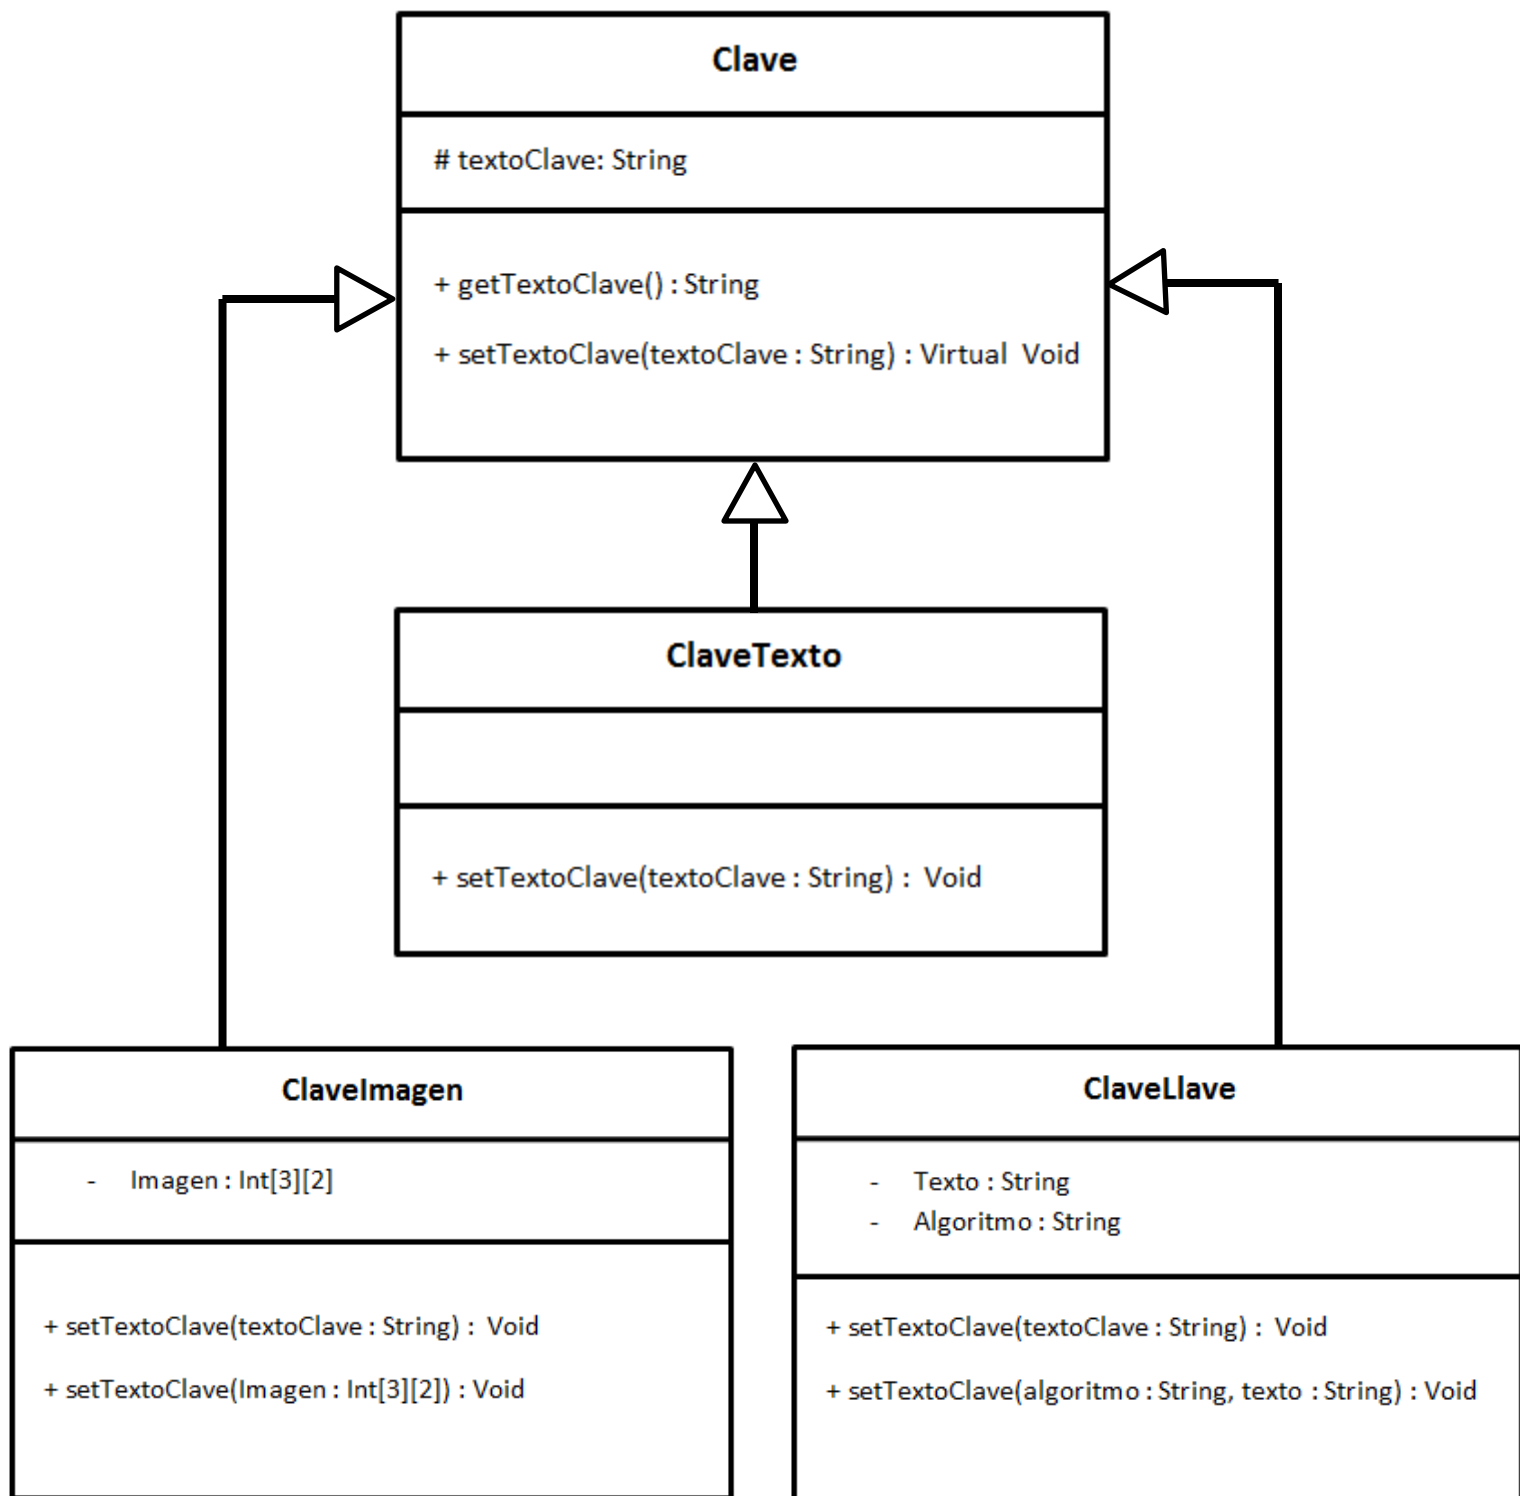 Clave
# textoClave: String
+ getTextoClave() : String
+ setTextoClave(textoClave : String) : Virtual Void
ClaveTexto
+ setTextoClave(textoClave : String) : Void
ClaveImagen
- Imagen : Int[3][2]
+ setTextoClave(textoClave : String) : Void
+ setTextoClave(Imagen : Int[3][2]) : Void
ClaveLlave
- Texto : String
- Algoritmo : String
+ setTextoClave(textoClave : String) : Void
+ setTextoClave(algoritmo : String, texto : String) : Void